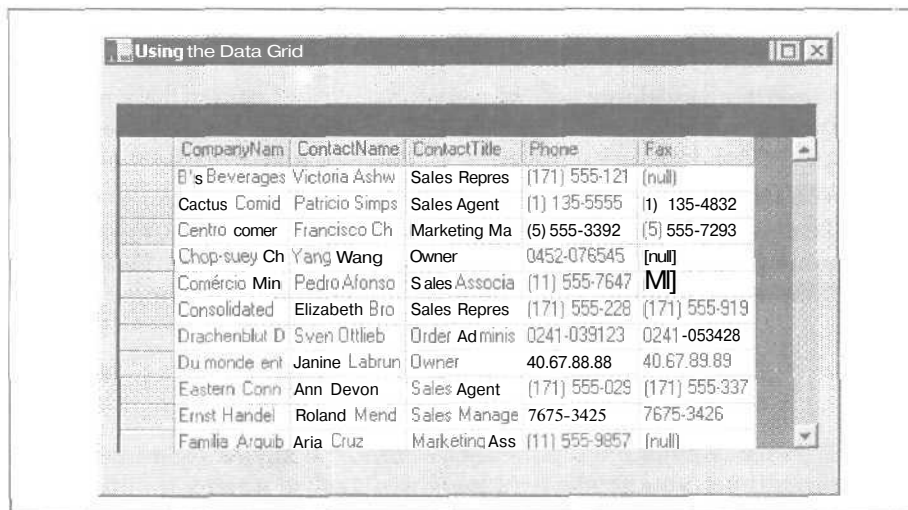 Using the Data Grid
CompanyNam ContactName ContactTitle Phone Fax
B's Beverages Victoria Ashw Sales Repres (171) 555-121 (null)
Cactus Comid Patricio Simps Sales Agent (1) 135-5555 (1) 135-4832
Centro comer Francisco Ch Marketing Ma (5) 555-3392 (5) 555-7293
Chop-suey Ch Yang Wang Owner 0452-076545 [null]
Comércio Min Pedro Afonso Sales Associa (11) 555-7647 Ml]
Consolidated Elizabeth Bro Sales Repres (171) 555-228 (171) 555-919
Drachenblut D Sven Ottlieb Order Adminis 0241-039123 0241-053428
Du monde ent Janine Labrun Owner 40.67.88.88 40.67.89.89
Eastern Conn Ann Devon Sales Agent (171) 555-029 (171) 555-337
Ernst Handel Roland Mend Sales Manage 7675-3425 7675-3426
Familia Arquib Aria Cruz Marketing Ass (11) 555-9857 (null)